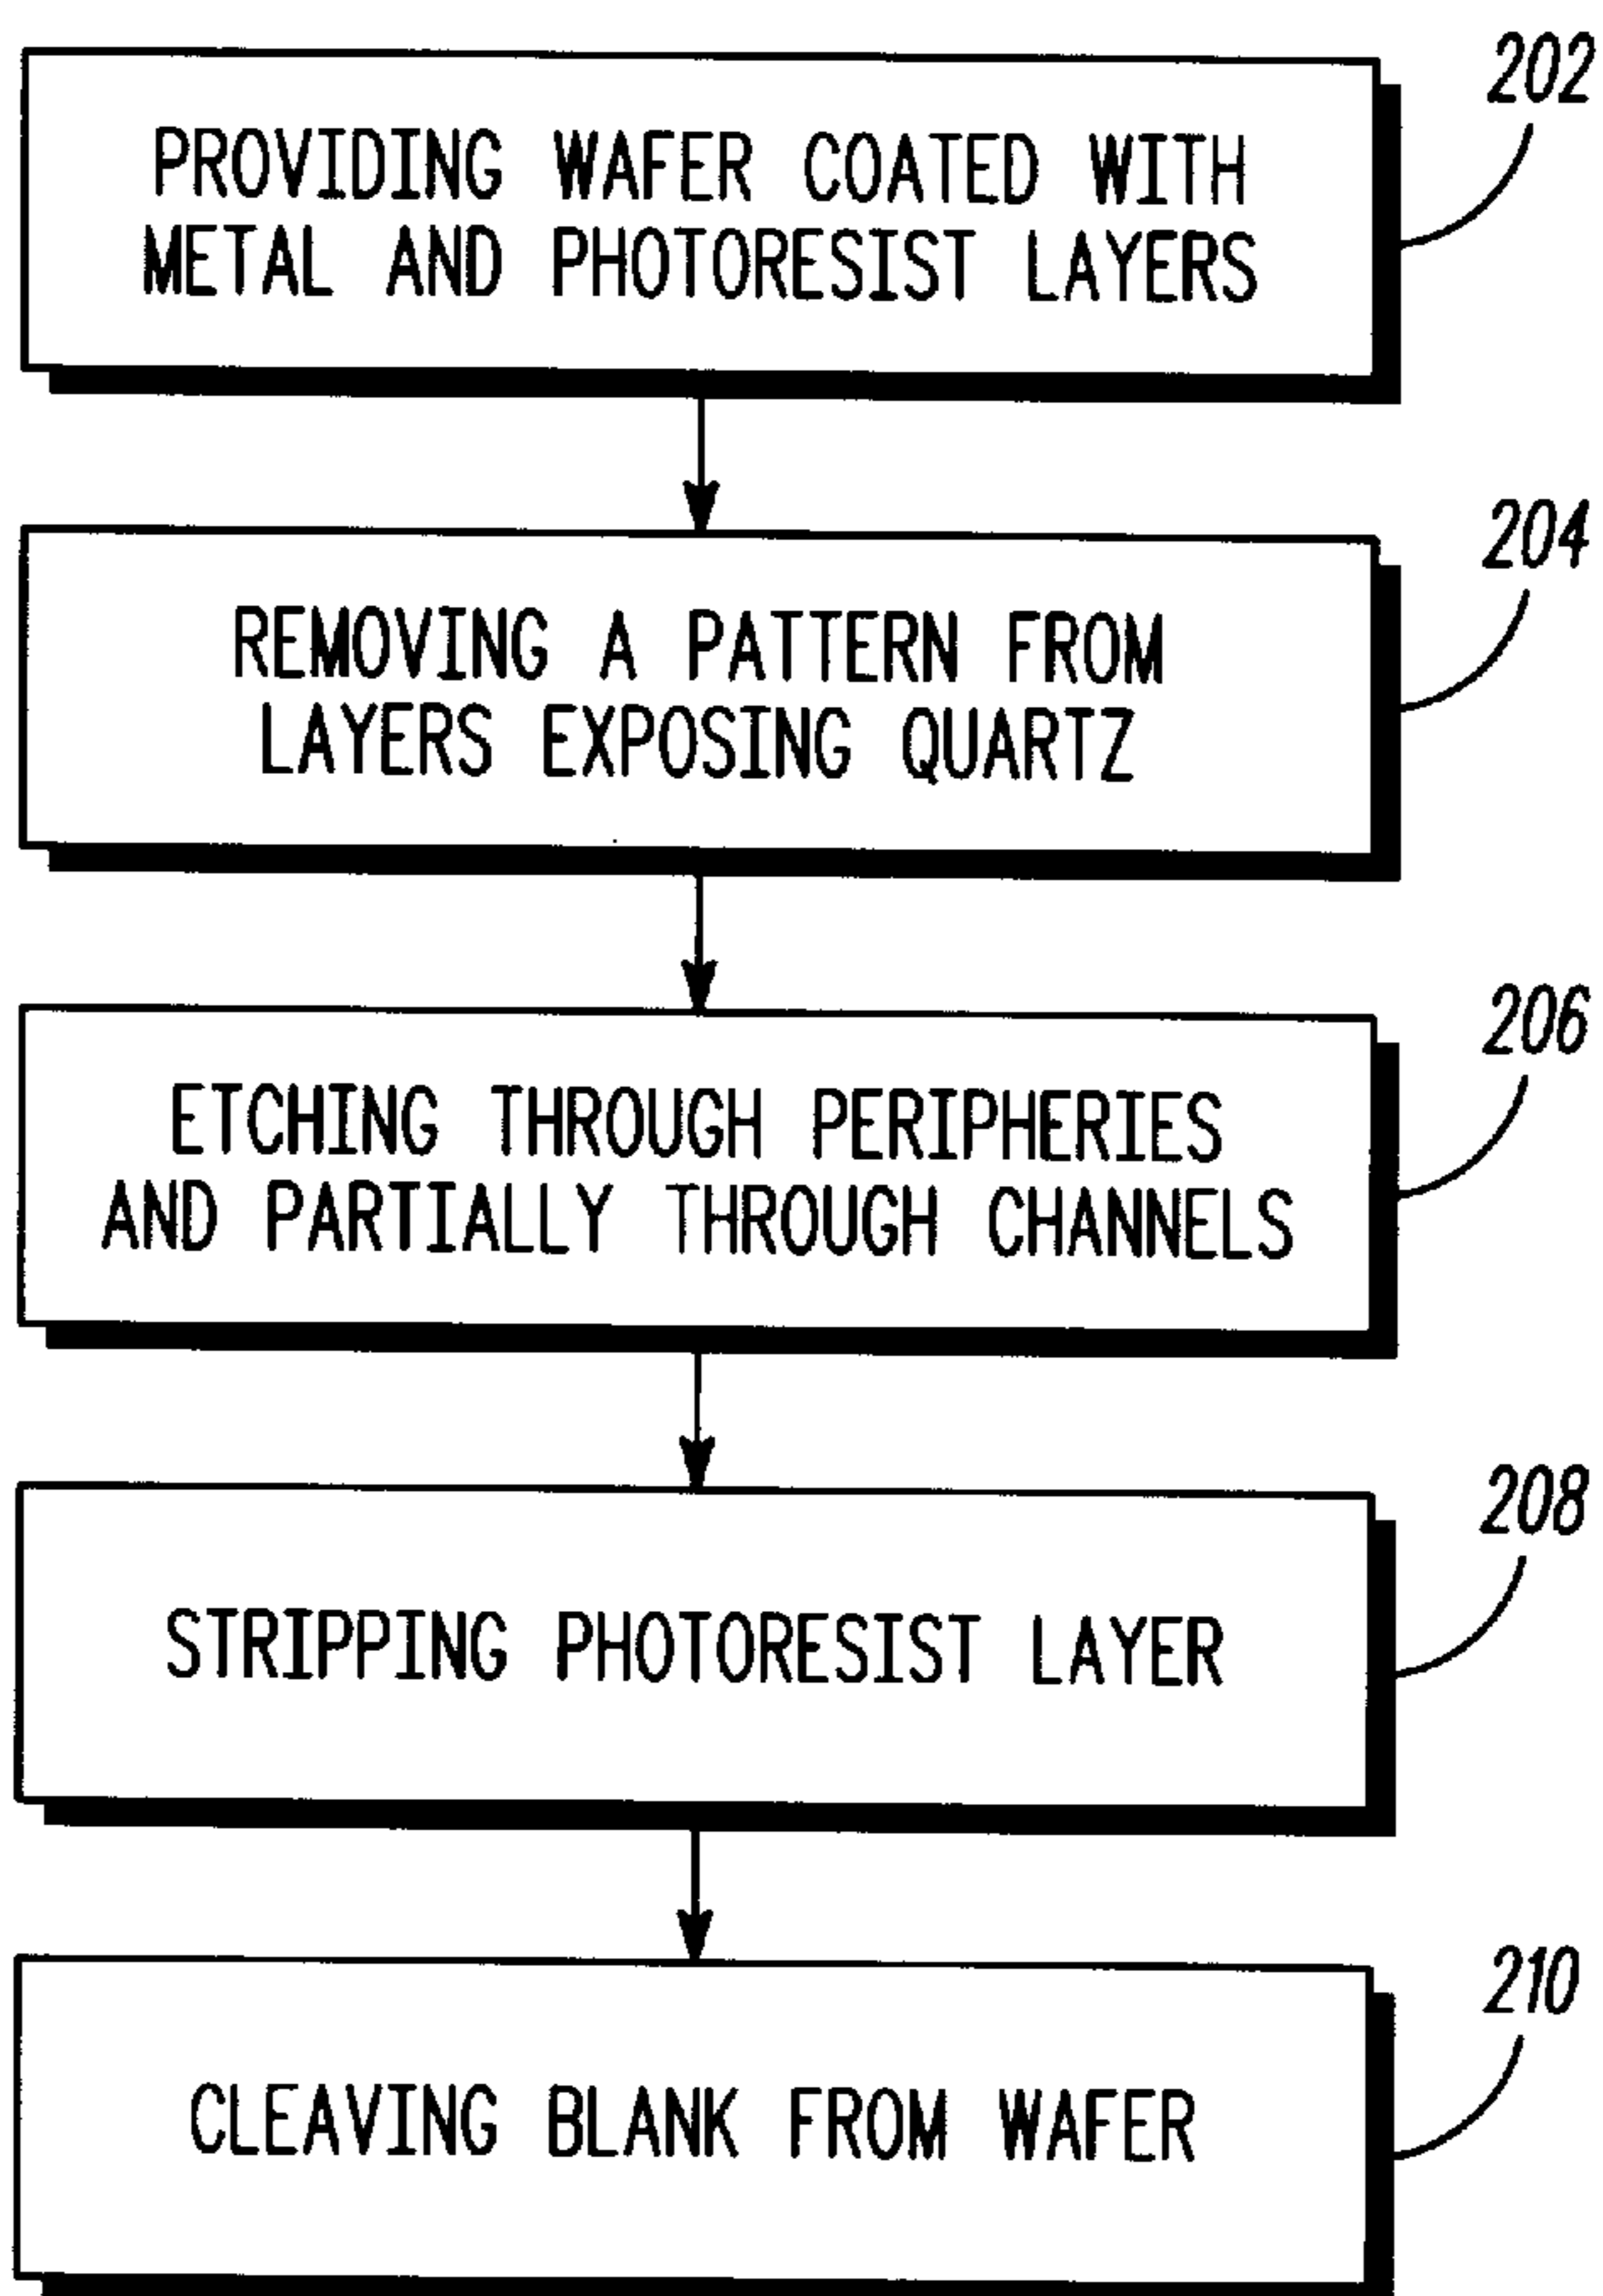 202
PROVIDING WAFER COATED WITH
METAL AND PHOTORESIST LAYERS
204
REMOVING A PATTERN FROM
LAYERS EXPOSING QUARTZ
206
ETCHING THROUGH PERIPHERIES
AND PARTIALLY THROUGH CHANNELS
208
STRIPPING PHOTORESIST LAYER
210
CLEAVING BLANK FROM WAFER